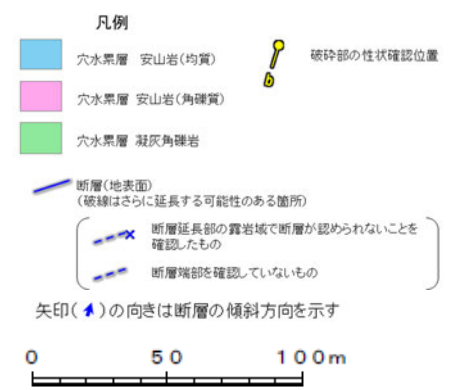 凡例
穴水累層 安山岩(均質)
破砕部の性状確認位置
b
穴水累層 安山岩(角礫質)
穴水累層 凝灰角礫岩
断層(地表面)
(破線はさらに延長する可能性のある箇所)
断層延長部の露岩域で断層が認められないことを
確認したもの
断層端部を確認していないもの
矢印( )の向きは断層の傾斜方向を示す
0 50 100m